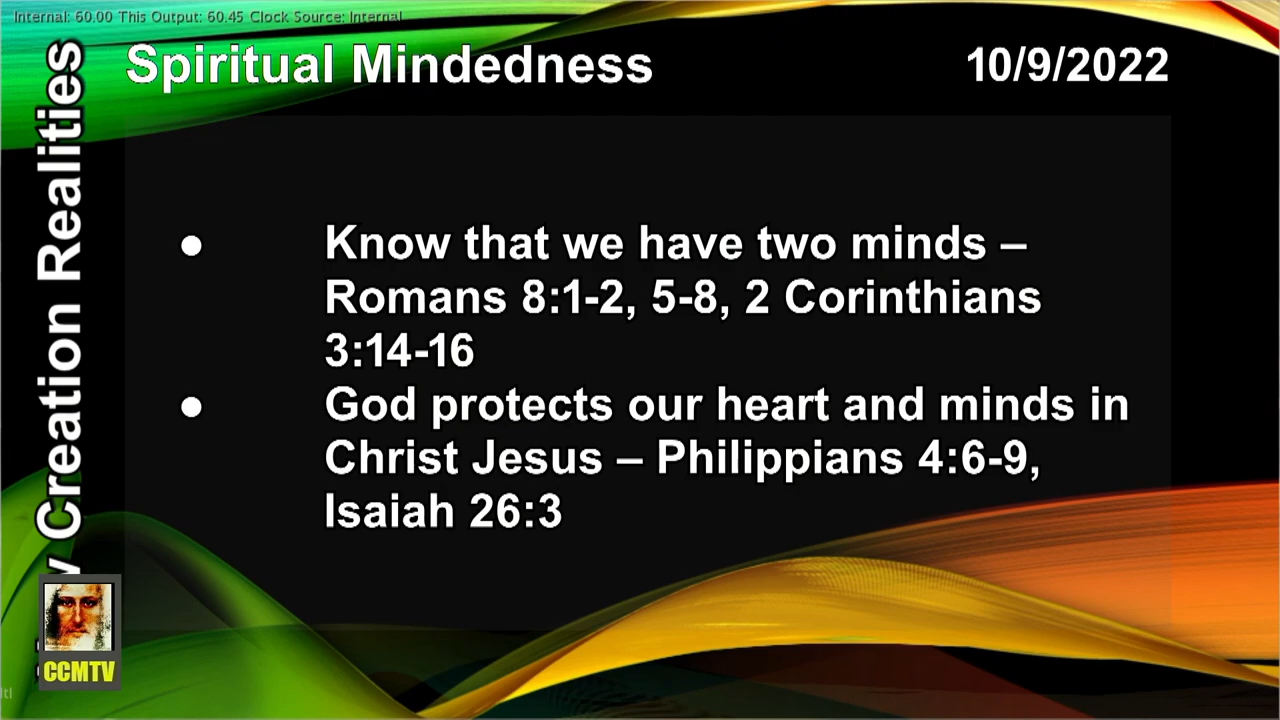 Internal: 60.00 This Output: 60.45 Clock Source: Internal
Spiritual Mindedness
10/9/2022
Creation Realities
● Know that we have two minds –
Romans 8:1-2, 5-8, 2 Corinthians
3:14-16
● God protects our heart and minds in
Christ Jesus – Philippians 4:6-9,
Isaiah 26:3
CCMTV